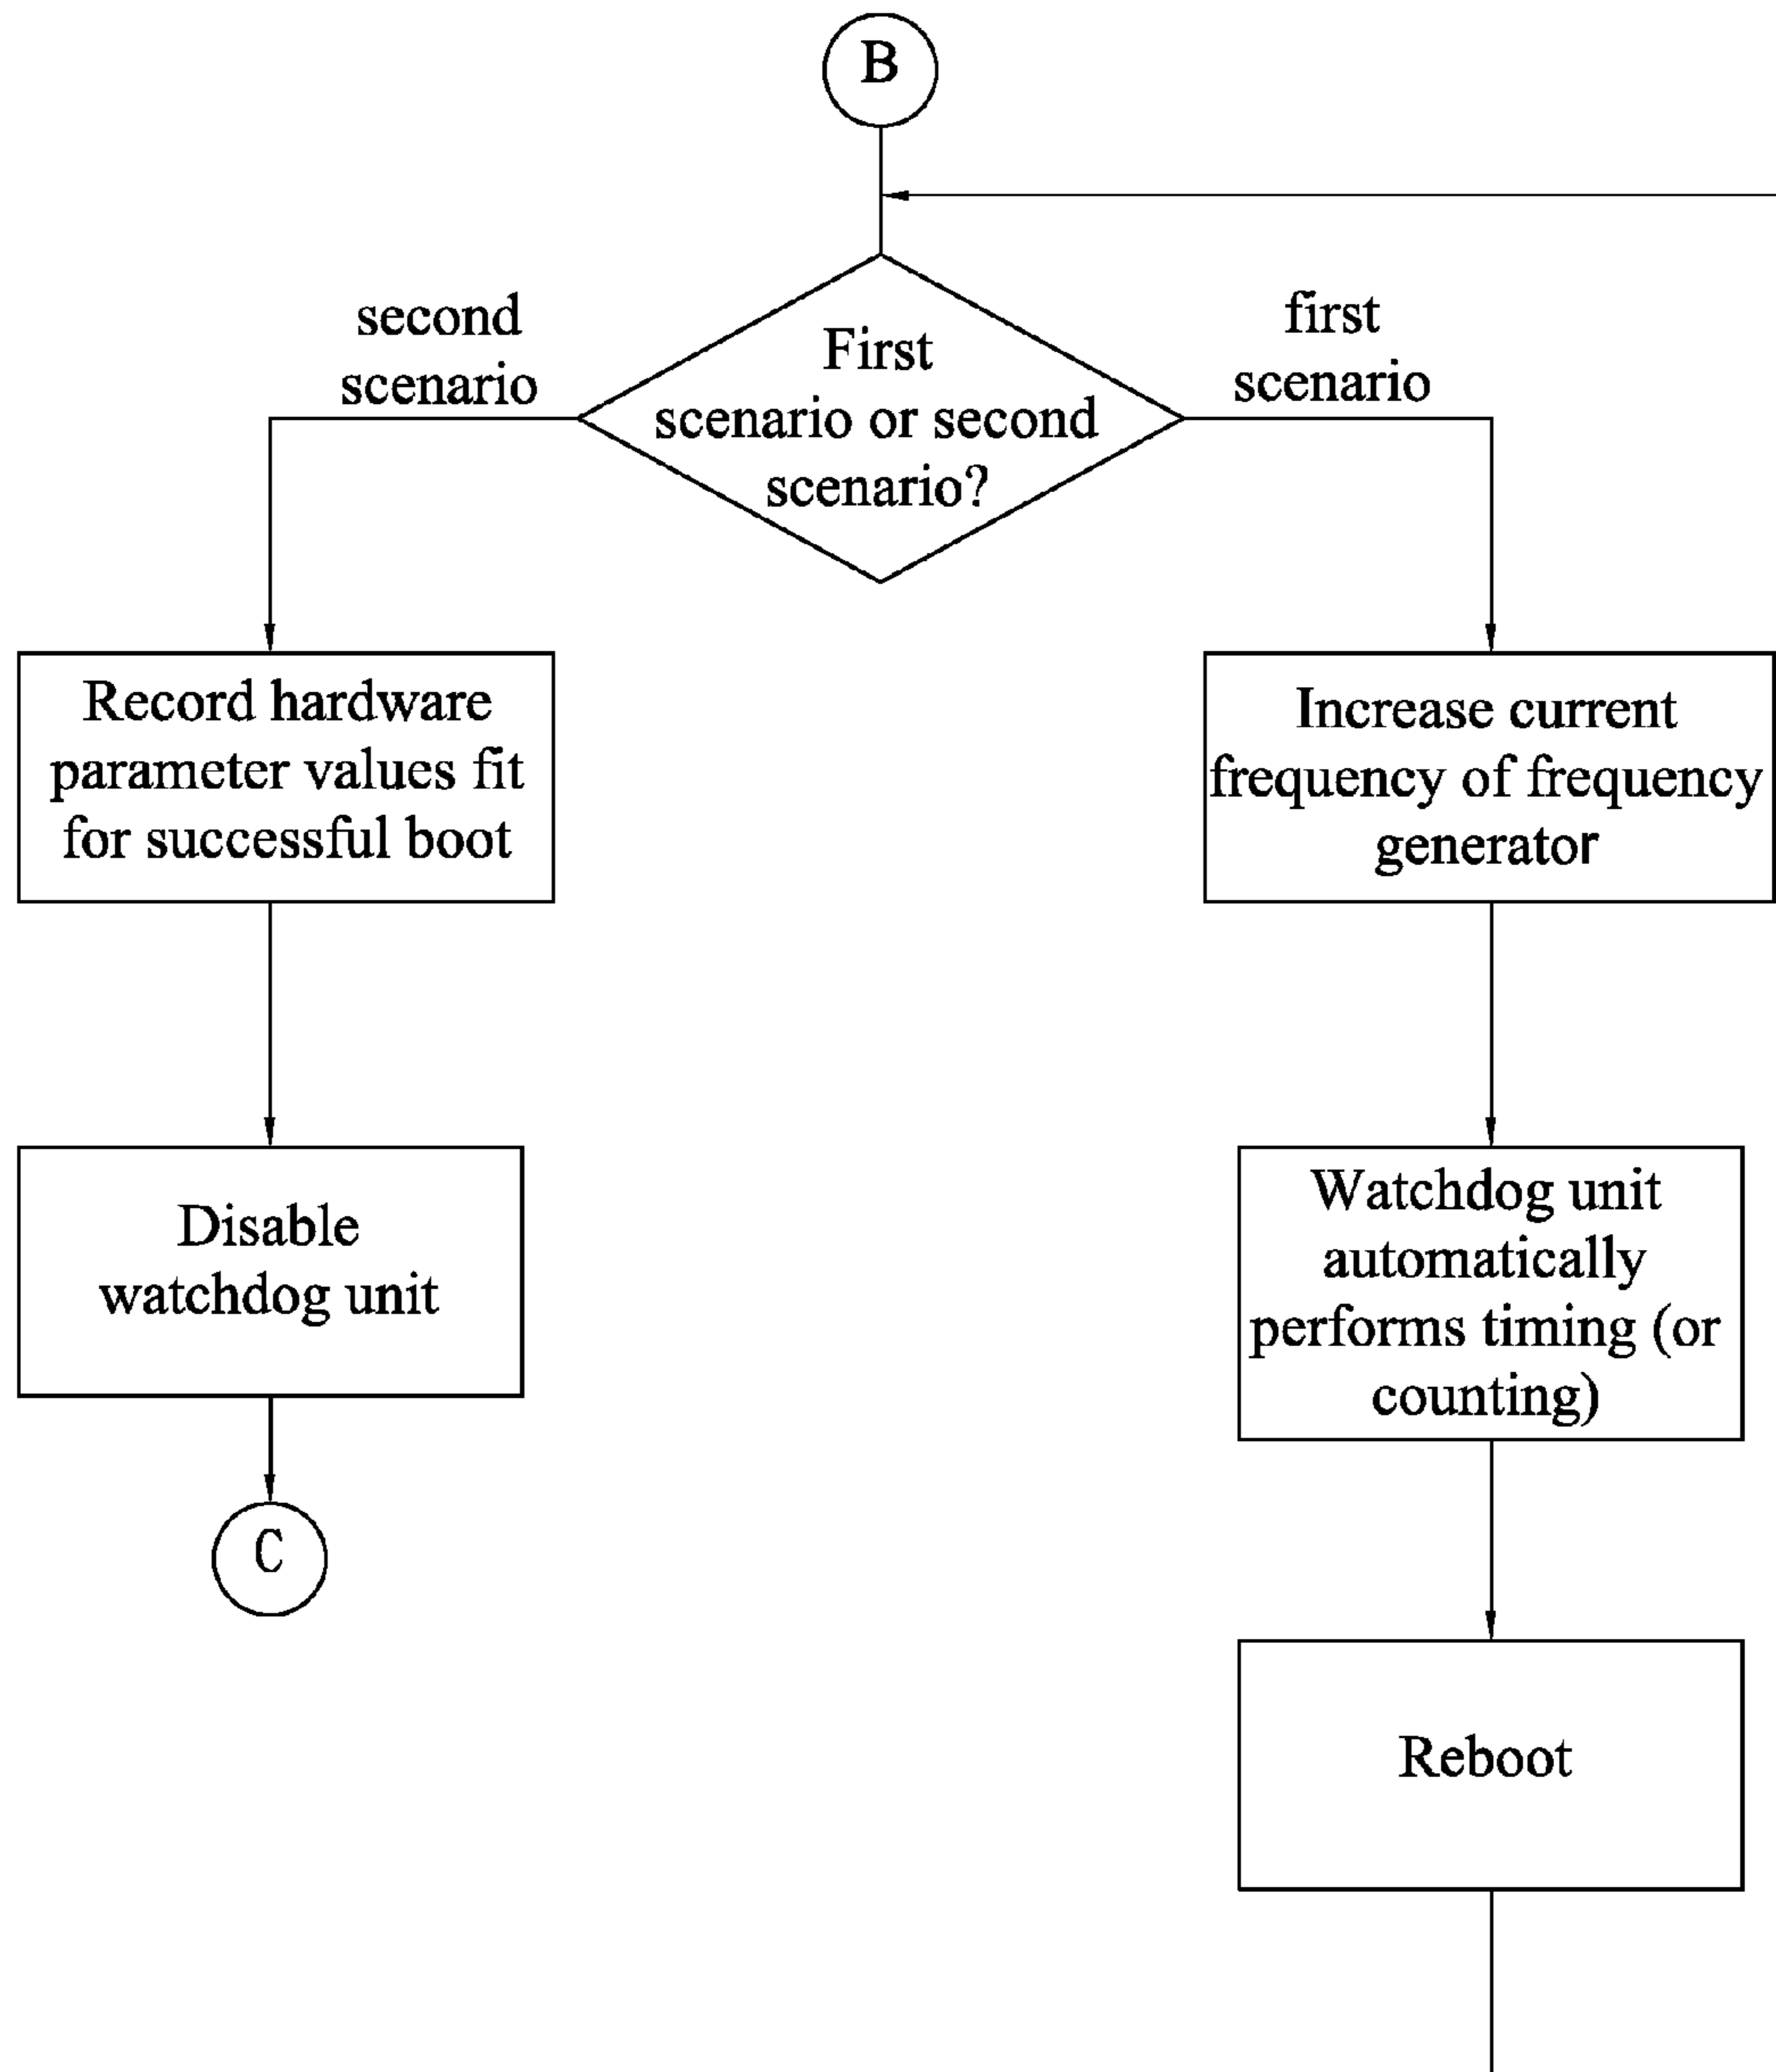 B
second
scenario
First
scenario or second
scenario?
first
scenario
Record hardware
parameter values fit
for successful boot
Increase current
frequency of frequency
generator
Disable
watchdog unit
Watchdog unit
automatically
performs timing (or
counting)
C
Reboot